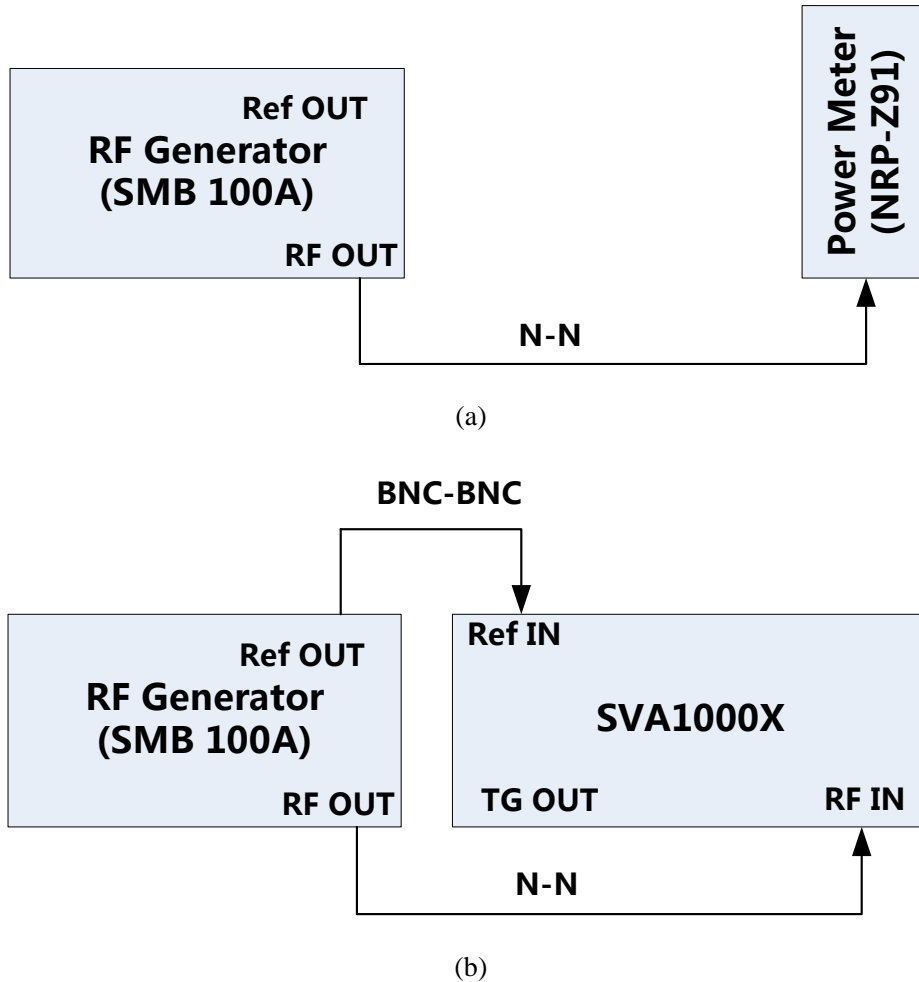 Ref OUT
RF Generator
(SMB 100A)
RF OUT
Power Meter
(NRP-Z91)
N-N
(a)
BNC-BNC
Ref OUT
RF Generator
(SMB 100A)
RF OUT
Ref IN
SVA1000X
TG OUT
RF IN
N-N
(b)